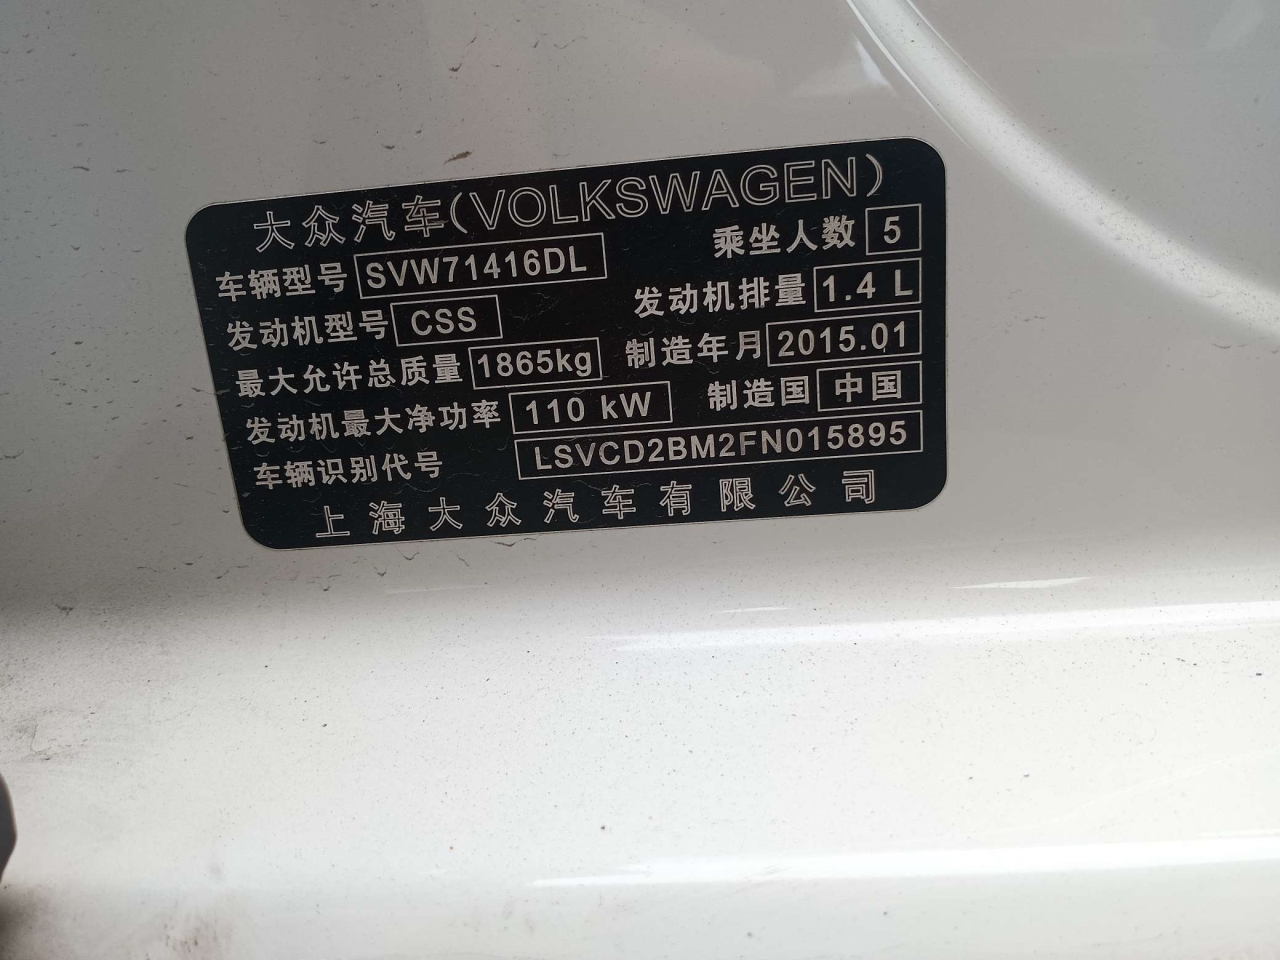 大众汽车(VOLKSWAGEN)
车辆型号 SVW71416DL 乘坐人数 5
发动机型号 CSS 发动机排量 1.4 L
最大允许总质量 1865kg 制造年月 2015.01
发动机最大净功率 110 kW 制造国 中国
车辆识别代号 LSVCD2BM2FN015895
上海大众汽车有限公司